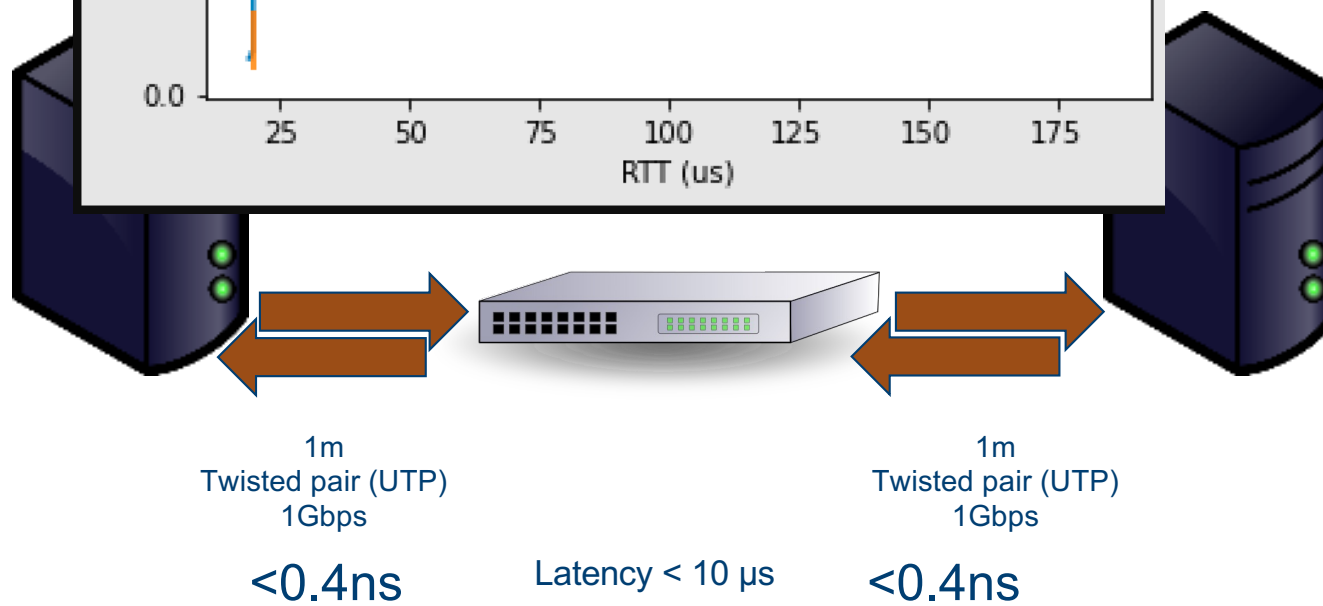 0.0
25 50 75 100 125 150 175
RTT (us)
1m
Twisted pair (UTP)
1Gbps
<0.4ns
Latency < 10 µs
1m
Twisted pair (UTP)
1Gbps
<0.4ns